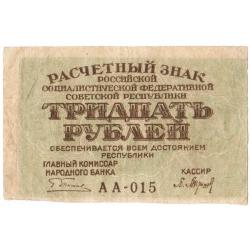 РАСЧЕТНЫЙ ЗНАК
РОССИЙСКОЙ
СОЦИАЛИСТИЧЕСКОЙ ФЕДЕРАТИВНОЙ
СОВЕТСКОЙ РЕСПУБЛИКИ
ТРИДЦАТЬ
РУБЛЕЙ
ОБЕСПЕЧИВАЕТСЯ ВСЕМ ДОСТОЯНИЕМ
РЕСПУБЛИКИ
ГЛАВНЫЙ КОМИССАР
НАРОДНОГО БАНКА
КАССИР
АА-015